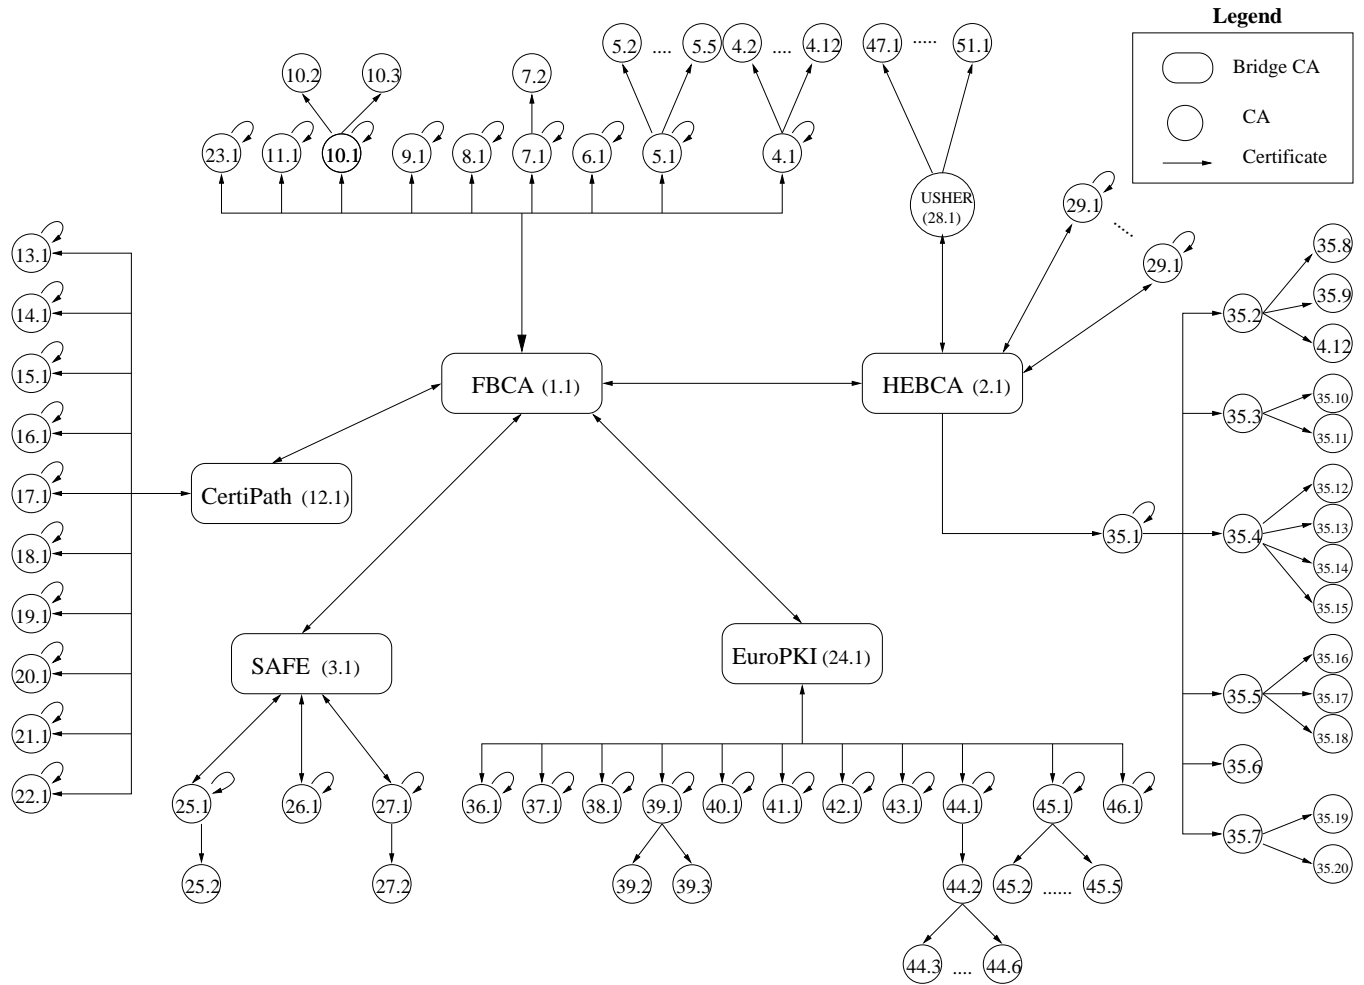 Legend
Bridge CA
CA
Certificate
5.2 .... 5.5 4.2 .... 4.12 47.1 ..... 51.1
10.2 10.3 7.2
23.1 11.1 10.1 9.1 8.1 7.1 6.1 5.1 4.1
USHER
(28.1)
29.1
.....
29.1
13.1
14.1
15.1
16.1
17.1
18.1
19.1
20.1
21.1
22.1
FBCA (1.1)
HEBCA (2.1)
CertiPath (12.1)
SAFE (3.1)
EuroPKI (24.1)
35.1
35.2
35.8
35.9
4.12
35.3
35.10
35.11
35.4
35.12
35.13
35.14
35.15
35.5
35.16
35.17
35.18
35.6
35.7
35.19
35.20
25.1 26.1 27.1
25.2 27.2
36.1 37.1 38.1 39.1 40.1 41.1 42.1 43.1 44.1 45.1 46.1
39.2 39.3 44.2 45.2 ...... 45.5
44.3 .... 44.6